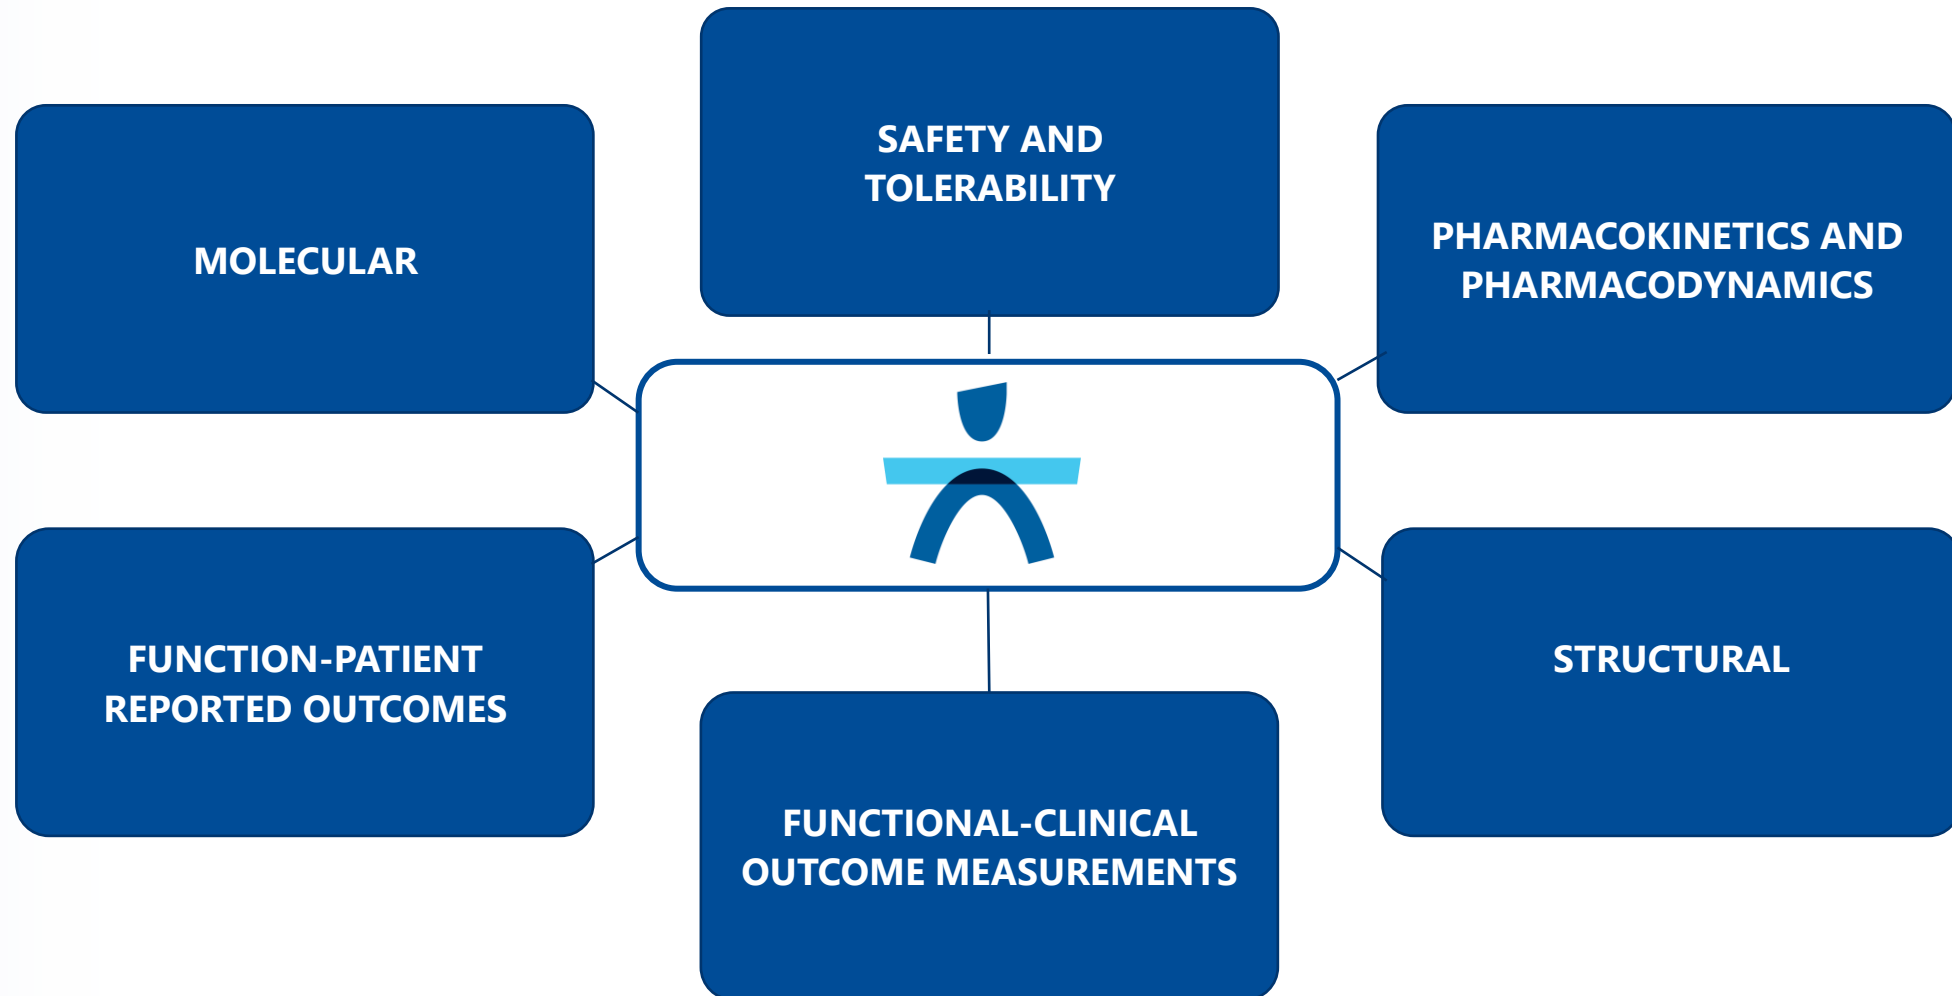 SAFETY AND
TOLERABILITY
MOLECULAR
PHARMACOKINETICS AND
PHARMACODYNAMICS
FUNCTION-PATIENT
REPORTED OUTCOMES
STRUCTURAL
FUNCTIONAL-CLINICAL
OUTCOME MEASUREMENTS